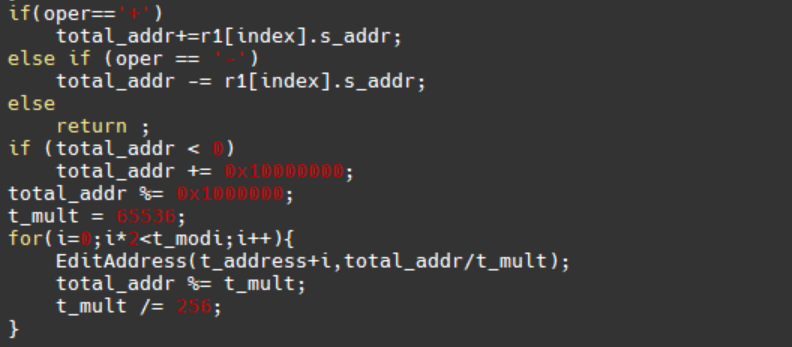 if(oper=='+')
    total_addr+=r1[index].s_addr;
else if (oper == '-')
    total_addr -= r1[index].s_addr;
else
    return ;
if (total_addr < 0)
    total_addr += 0x10000000;
total_addr %= 0x1000000;
t_mult = 65536;
for(i=0;i*2<t_modi;i++){
    EditAddress(t_address+i,total_addr/t_mult);
    total_addr %= t_mult;
    t_mult /= 256;
}